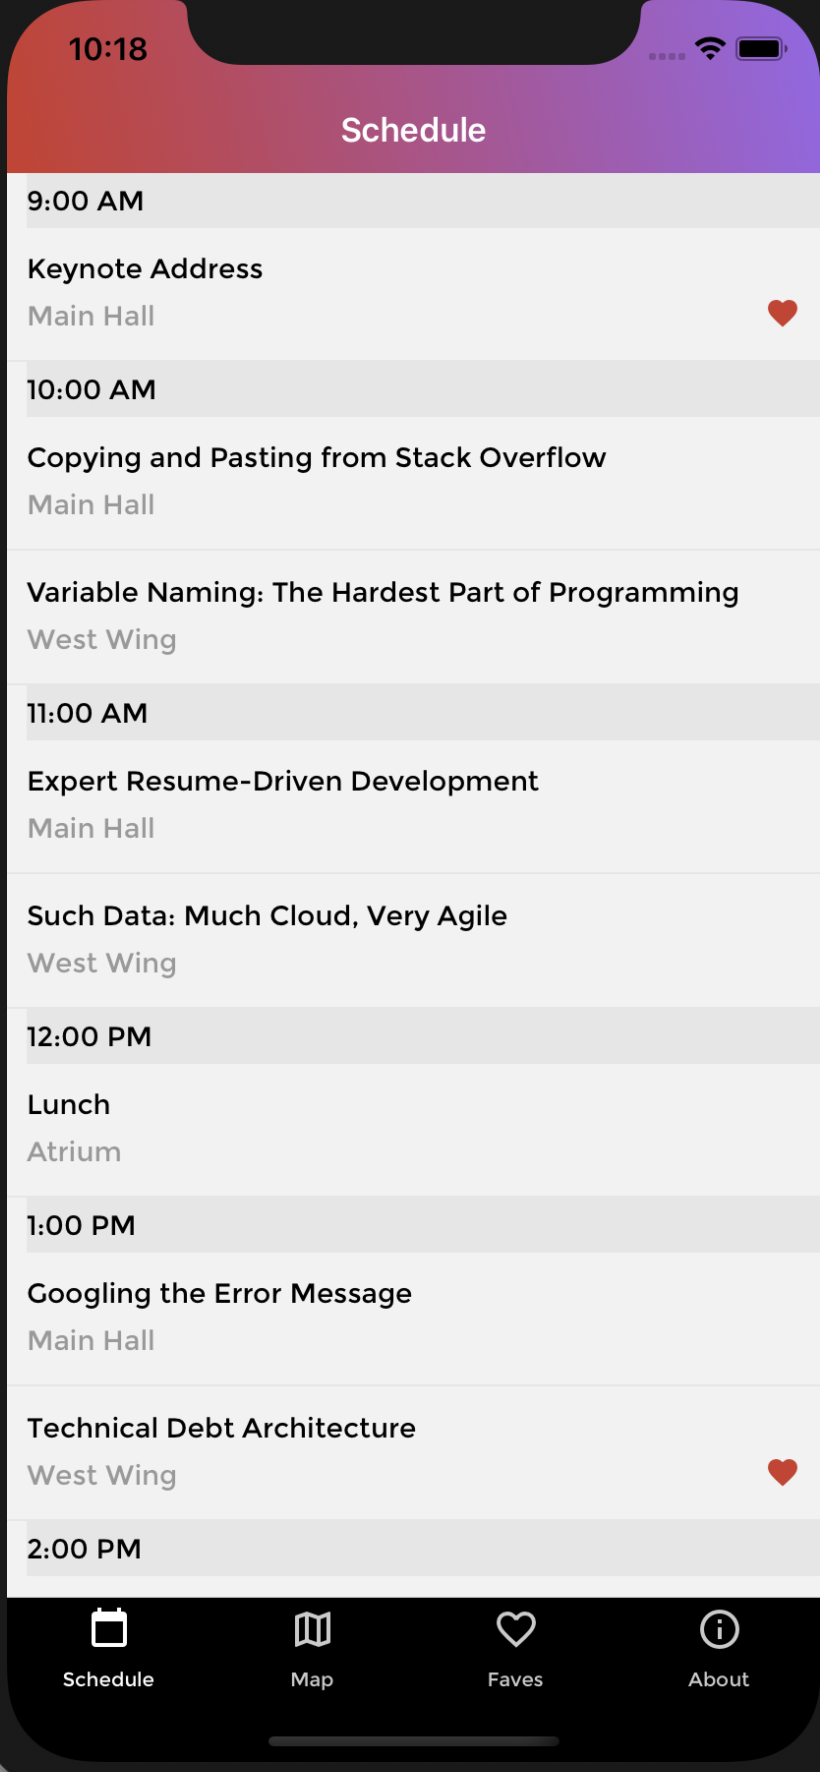 10:18
Schedule
9:00 AM
Keynote Address
Main Hall
10:00 AM
Copying and Pasting from Stack Overflow
Main Hall
Variable Naming: The Hardest Part of Programming
West Wing
11:00 AM
Expert Resume-Driven Development
Main Hall
Such Data: Much Cloud, Very Agile
West Wing
12:00 PM
Lunch
Atrium
1:00 PM
Googling the Error Message
Main Hall
Technical Debt Architecture
West Wing
2:00 PM
Schedule Map Faves About